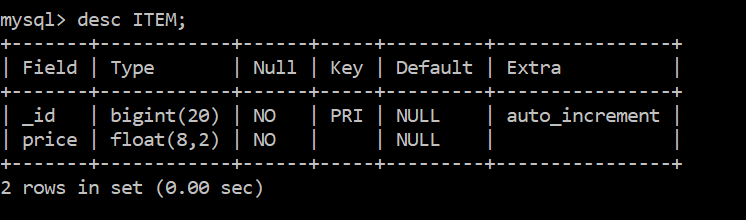 mysql> desc ITEM;
+-------+------------+------+-----+---------+----------------+
| Field | Type       | Null | Key | Default | Extra          |
+-------+------------+------+-----+---------+----------------+
| _id   | bigint(20) | NO   | PRI | NULL    | auto_increment |
| price | float(8,2) | NO   |     | NULL    |                |
+-------+------------+------+-----+---------+----------------+
2 rows in set (0.00 sec)